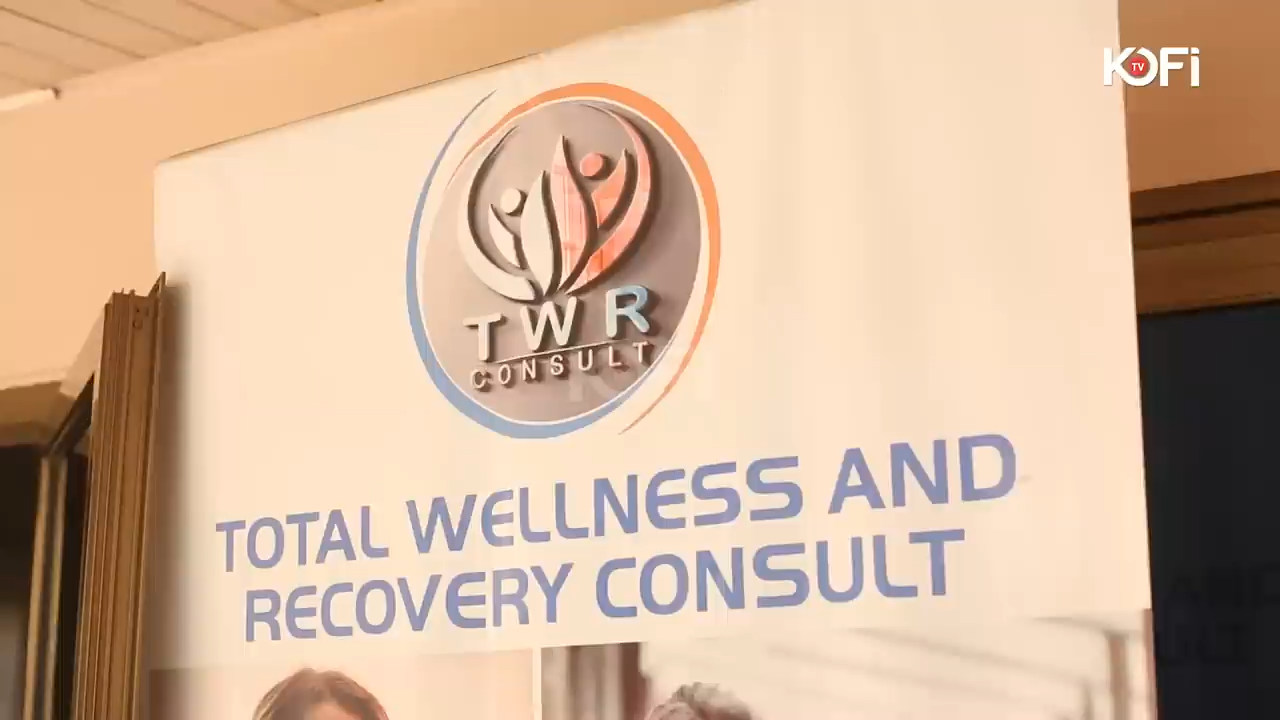 KOFi
TV
TWR
CONSULT
TOTAL WELLNESS AND
RECOVERY CONSULT